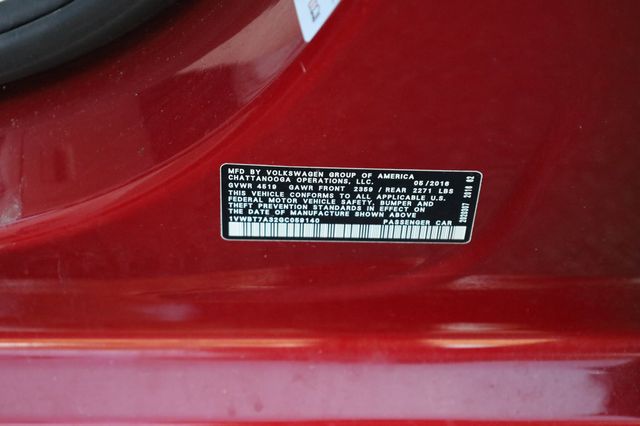 MFD BY VOLKSWAGEN GROUP OF AMERICA
CHATTANOOGA OPERATIONS, LLC. 05/2016
GVWR 4519 GAWR FRONT 2359 / REAR 2271 LBS
THIS VEHICLE CONFORMS TO ALL APPLICABLE U.S.
FEDERAL MOTOR VEHICLE SAFETY, BUMPER AND
THEFT PREVENTION STANDARDS IN EFFECT ON
THE DATE OF MANUFACTURE SHOWN ABOVE
1VWBT7A32GC059140 PASSENGER CAR
2016 02